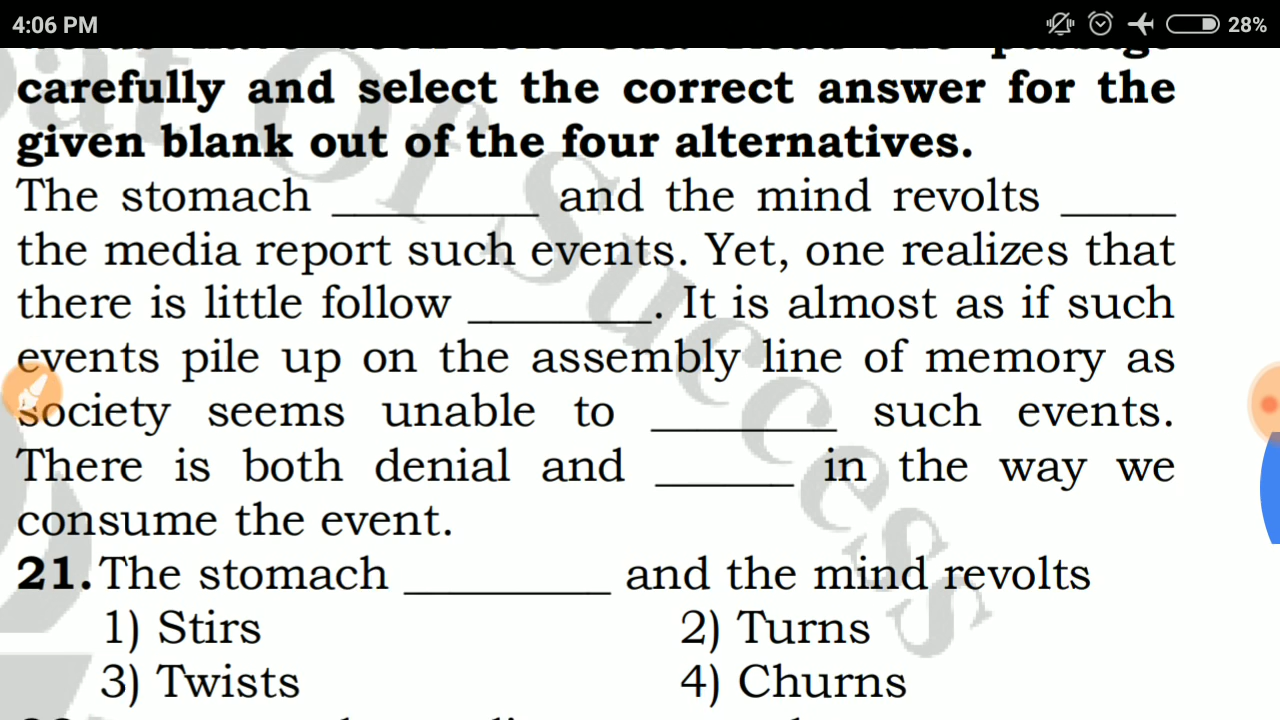 4:06 PM 28%
carefully and select the correct answer for the
given blank out of the four alternatives.
The stomach _________ and the mind revolts _____
the media report such events. Yet, one realizes that
there is little follow ________. It is almost as if such
events pile up on the assembly line of memory as
society seems unable to ________ such events.
There is both denial and ______ in the way we
consume the event.
21. The stomach _________ and the mind revolts
1) Stirs 2) Turns
3) Twists 4) Churns
Of Success